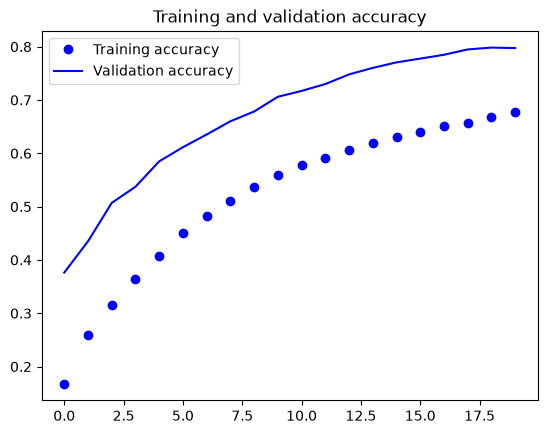 Training and validation accuracy
Training accuracy
Validation accuracy
0.8
0.7
0.6
0.5
0.4
0.3
0.2
0.0 2.5 5.0 7.5 10.0 12.5 15.0 17.5